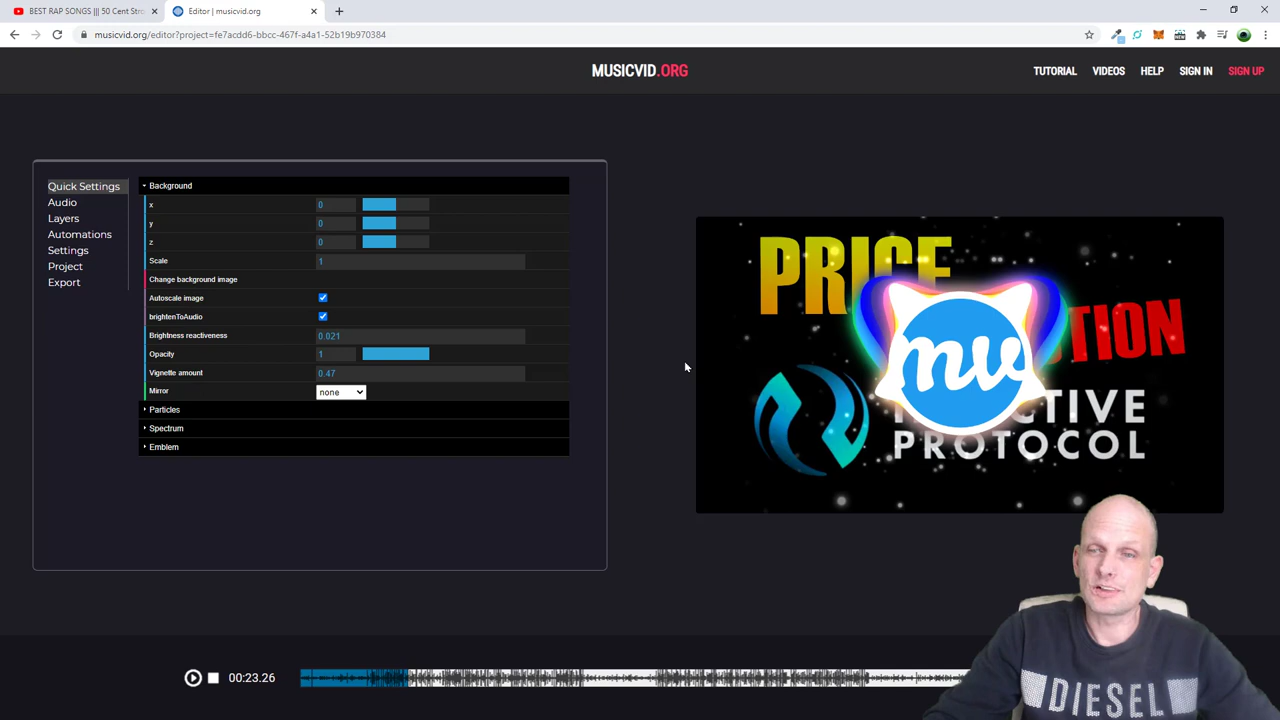 BEST RAP SONGS ||| 50 Cent Stro
Editor | musicvid.org
musicvid.org/editor?project=fe7acdd6-bbcc-467f-a4a1-52b19b970384
MUSICVID.ORG
TUTORIAL
VIDEOS
HELP
SIGN IN
SIGN UP
Quick Settings
Audio
Layers
Automations
Settings
Project
Export
Background
x 0
y 0
z 0
Scale 1
Change background image
Autoscale image
brightenToAudio
Brightness reactiveness 0.021
Opacity 1
Vignette amount 0.47
Mirror none
Particles
Spectrum
Emblem
PRICE
TION
mv
CTIVE
PROTOCOL
00:23.26
DIESEL